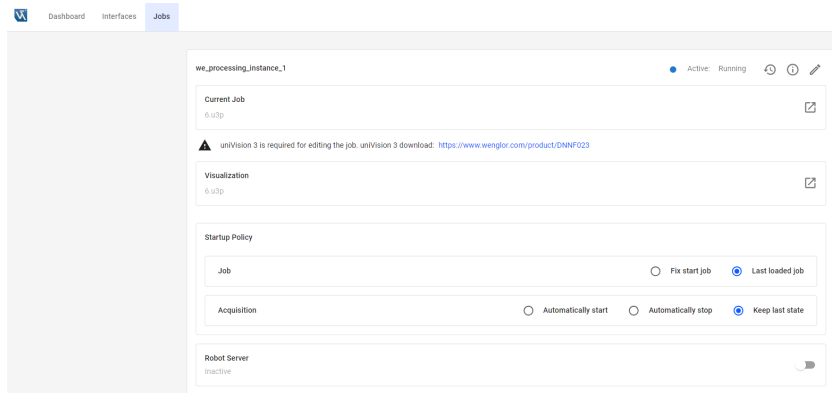 Dashboard Interfaces Jobs
we_processing_instance_1 Active: Running
Current Job
6.u3p
uniVision 3 is required for editing the job. uniVision 3 download: https://www.wenglor.com/product/DNNF023
Visualization
6.u3p
Startup Policy
Job Fix start job Last loaded job
Acquisition Automatically start Automatically stop Keep last state
Robot Server
Inactive